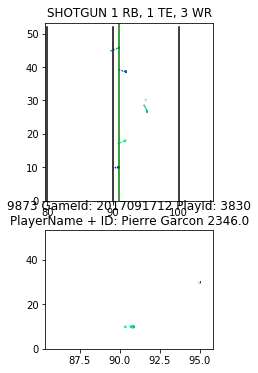 SHOTGUN 1 RB, 1 TE, 3 WR
50
40
30
20
10
0
80 90 100
9873 GameId: 2017091712 PlayId: 3830
PlayerName + ID: Pierre Garcon 2346.0
40
20
0
87.5 90.0 92.5 95.0